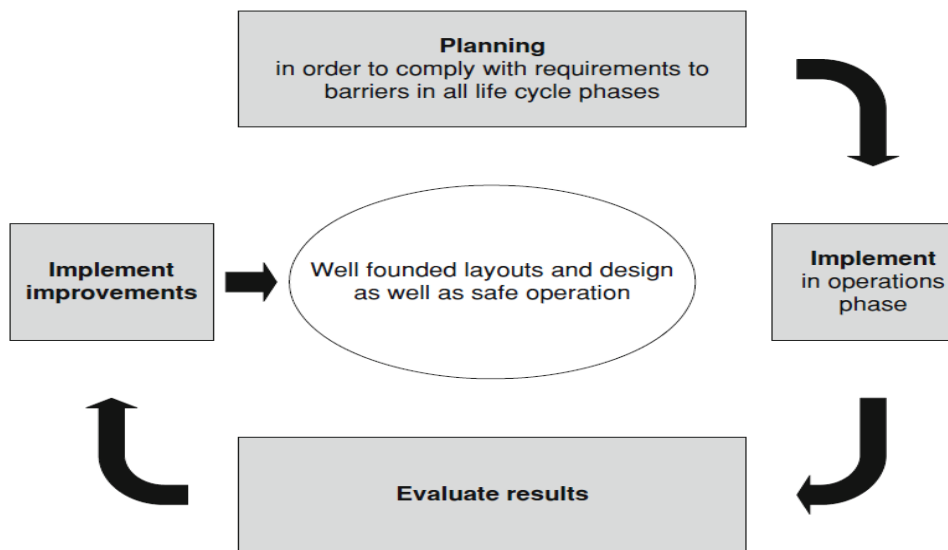 Planning
in order to comply with requirements to
barriers in all life cycle phases
Implement
improvements
Well founded layouts and design
as well as safe operation
Implement
in operations
phase
Evaluate results